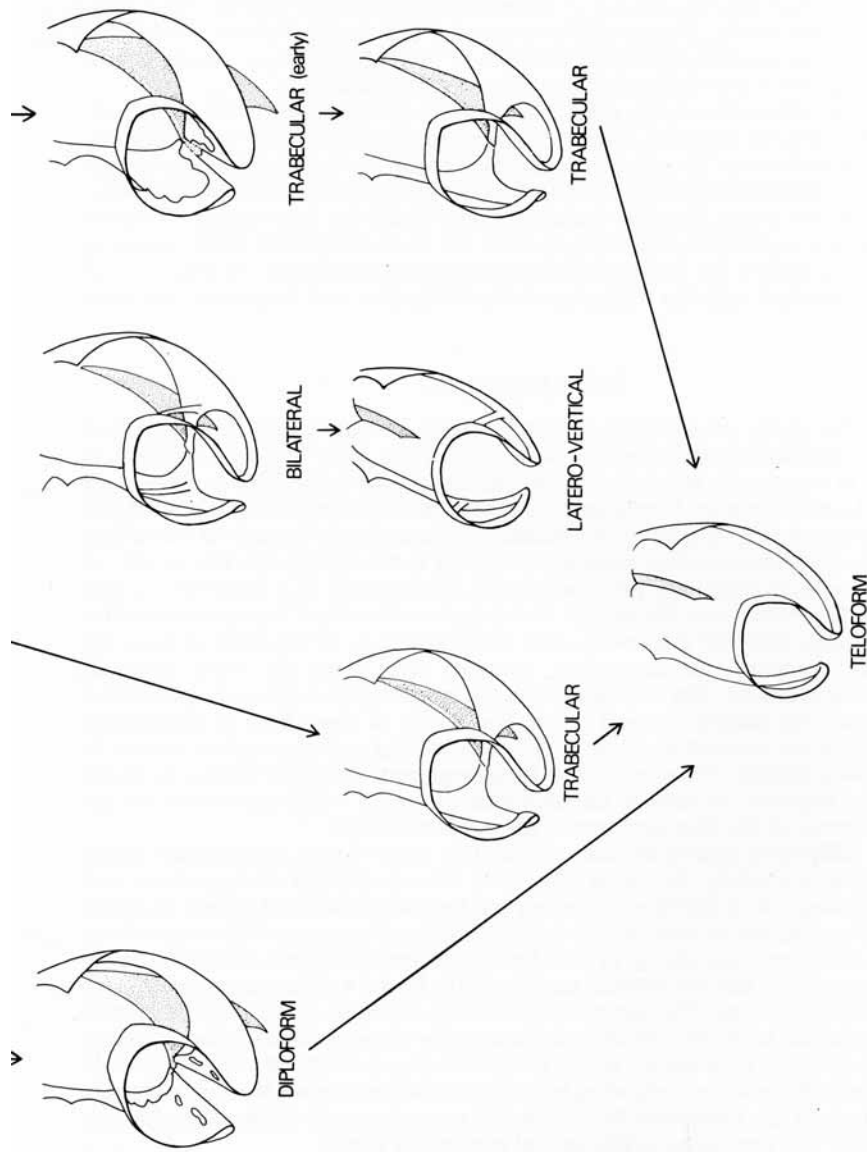 TRABECULAR (early)
TRABECULAR
BILATERAL
LATERO-VERTICAL
TRABECULAR
TELOFORM
DIPLOFORM